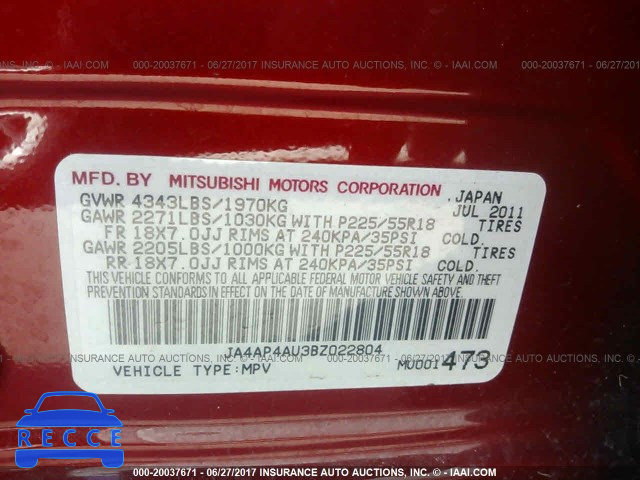 000-20037671 - 06/27/2017 INSURANCE AUTO AUCTIONS, INC. - © IAAI.COM
MFD. BY MITSUBISHI MOTORS CORPORATION JAPAN
GVWR 4343LBS/1970KG JUL 2011
GAWR 2271LBS/1030KG WITH P225/55R18 TIRES
FR 18X7.0JJ RIMS AT 240KPA/35PSI COLD.
GAWR 2205LBS/1000KG WITH P225/55R18 TIRES
RR 18X7.0JJ RIMS AT 240KPA/35PSI COLD.
THIS VEHICLE CONFORMS TO ALL APPLICABLE FEDERAL MOTOR VEHICLE SAFETY AND THEFT
PREVENTION STANDARDS IN EFFECT ON THE DATE OF MANUFACTURE SHOWN ABOVE.
JA4AP4AU3BZ022804
VEHICLE TYPE:MPV MU001473
BECCE.CC
000-20037671 - 06/27/2017 INSURANCE AUTO AUCTIONS, INC. - © IAAI.COM